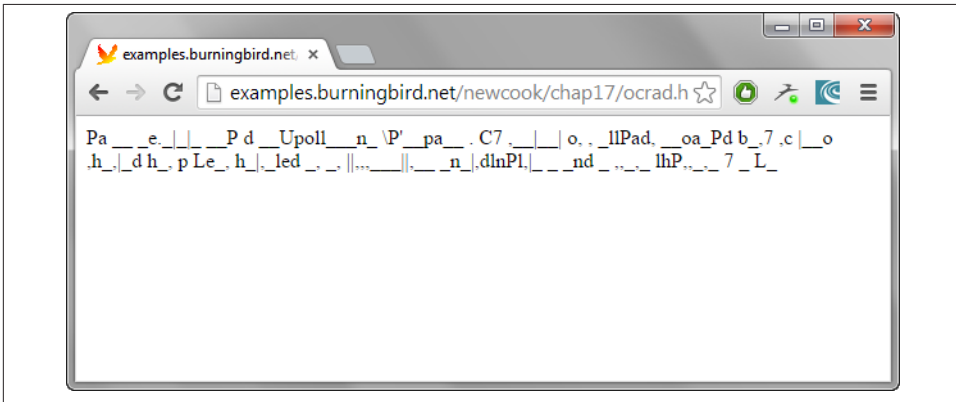 examples.burningbird.net/
examples.burningbird.net/newcook/chap17/ocrad.h
Pa __ _e._|_|_ __P d __Upoll___n_ \P'__pa__ . C7 ,__|__| o, , _llPad, __oa_Pd b_,7 ,c |__o
,h_,|_d h_, p Le_, h_|,_led _, _, ||,,,___||,__ _n_|,dlnPl,|_ _ _nd _ ,,_,_ lhP,,_,_ 7 _ L_